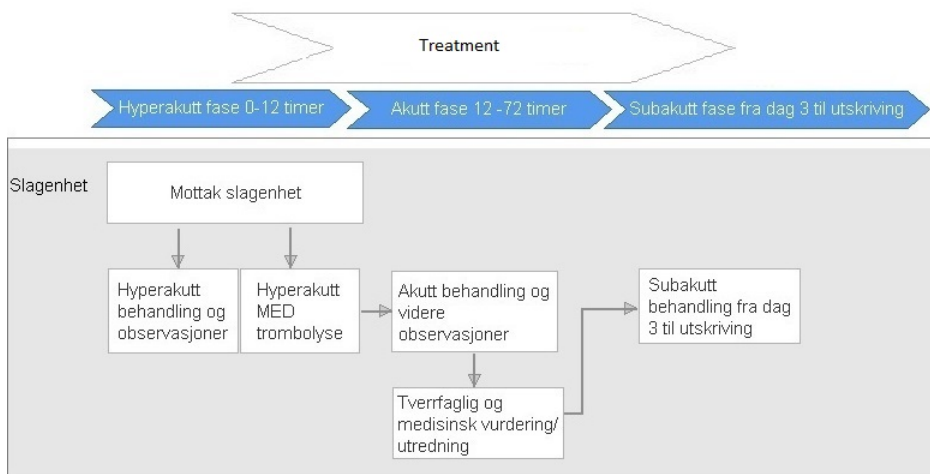 Treatment
Hyperakutt fase 0-12 timer
Akutt fase 12 -72 timer
Subakutt fase fra dag 3 til utskriving
Slagenhet
Mottak slagenhet
Hyperakutt
behandling og
observasjoner
Hyperakutt
MED
trombolyse
Akutt behandling og
videre
observasjoner
Subakutt
behandling fra dag
3 til utskriving
Tverrfaglig og
medisinsk vurdering/
utredning